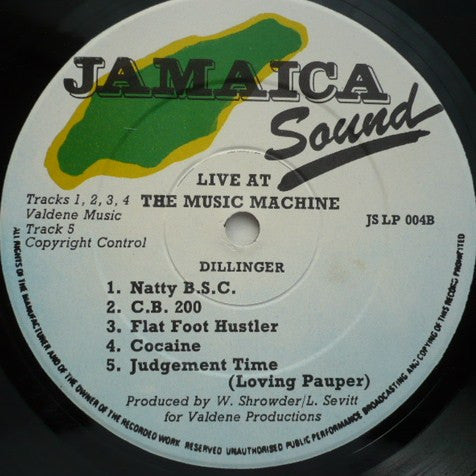 JAMAICA
Sound
LIVE AT
THE MUSIC MACHINE
Tracks 1, 2, 3, 4
Valdene Music
Track 5
Copyright Control
JS LP 004B
DILLINGER
1. Natty B.S.C.
2. C.B. 200
3. Flat Foot Hustler
4. Cocaine
5. Judgement Time
(Loving Pauper)
Produced by W. Shrowder/L. Sevitt
for Valdene Productions
ALL RIGHTS OF THE MANUFACTURER AND OF THE OWNER OF THE RECORDED WORK RESERVED UNAUTHORISED PUBLIC PERFORMANCE BROADCASTING AND COPYING OF THIS RECORD PROHIBITED